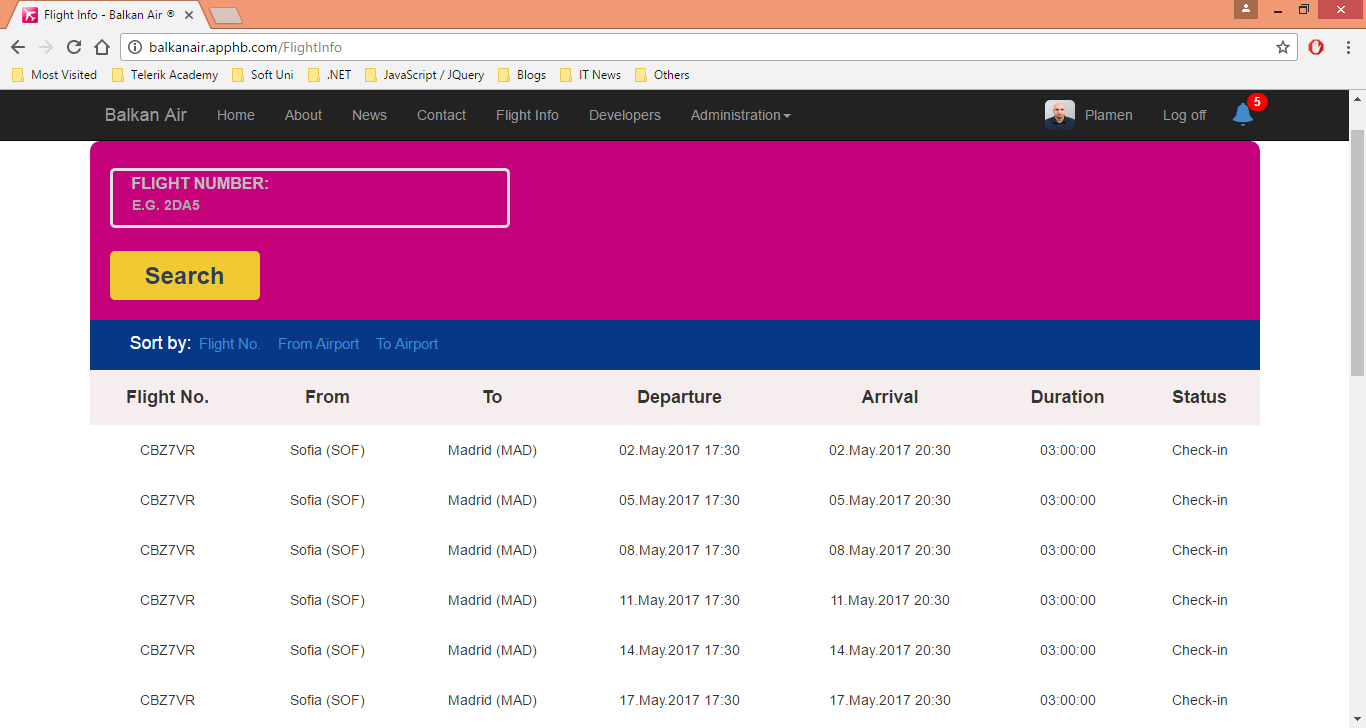 Flight Info - Balkan Air ®
balkanair.apphb.com/FlightInfo
Most Visited Telerik Academy Soft Uni .NET JavaScript / JQuery Blogs IT News Others
Balkan Air Home About News Contact Flight Info Developers Administration Plamen Log off 5
FLIGHT NUMBER:
E.G. 2DA5
Search
Sort by: Flight No. From Airport To Airport
Flight No. From To Departure Arrival Duration Status
CBZ7VR Sofia (SOF) Madrid (MAD) 02.May.2017 17:30 02.May.2017 20:30 03:00:00 Check-in
CBZ7VR Sofia (SOF) Madrid (MAD) 05.May.2017 17:30 05.May.2017 20:30 03:00:00 Check-in
CBZ7VR Sofia (SOF) Madrid (MAD) 08.May.2017 17:30 08.May.2017 20:30 03:00:00 Check-in
CBZ7VR Sofia (SOF) Madrid (MAD) 11.May.2017 17:30 11.May.2017 20:30 03:00:00 Check-in
CBZ7VR Sofia (SOF) Madrid (MAD) 14.May.2017 17:30 14.May.2017 20:30 03:00:00 Check-in
CBZ7VR Sofia (SOF) Madrid (MAD) 17.May.2017 17:30 17.May.2017 20:30 03:00:00 Check-in